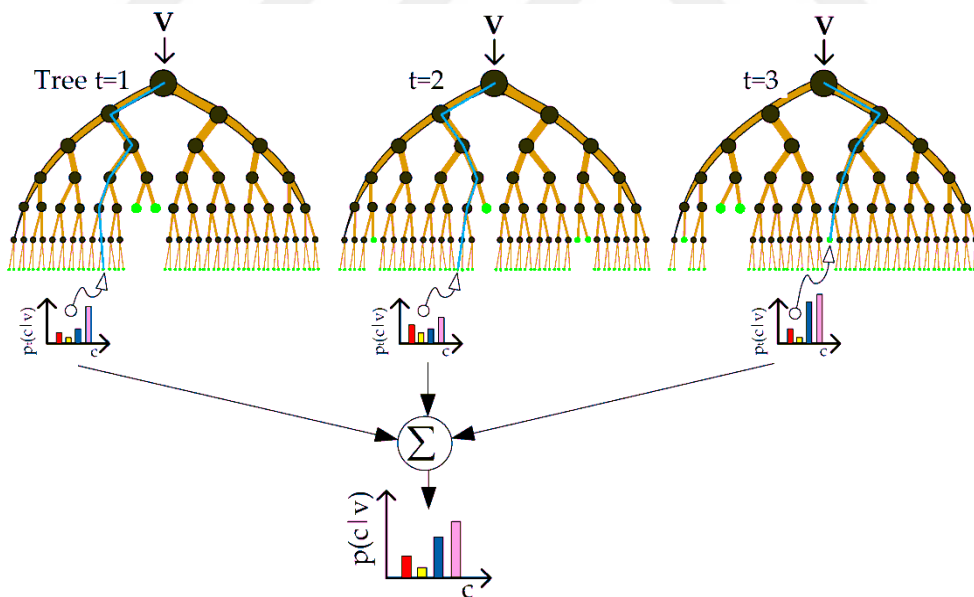 v
v
v
Tree t=1
t=2
t=3
pₜ(c|v)
c
pₜ(c|v)
c
pₜ(c|v)
c
Σ
p(c|v)
c